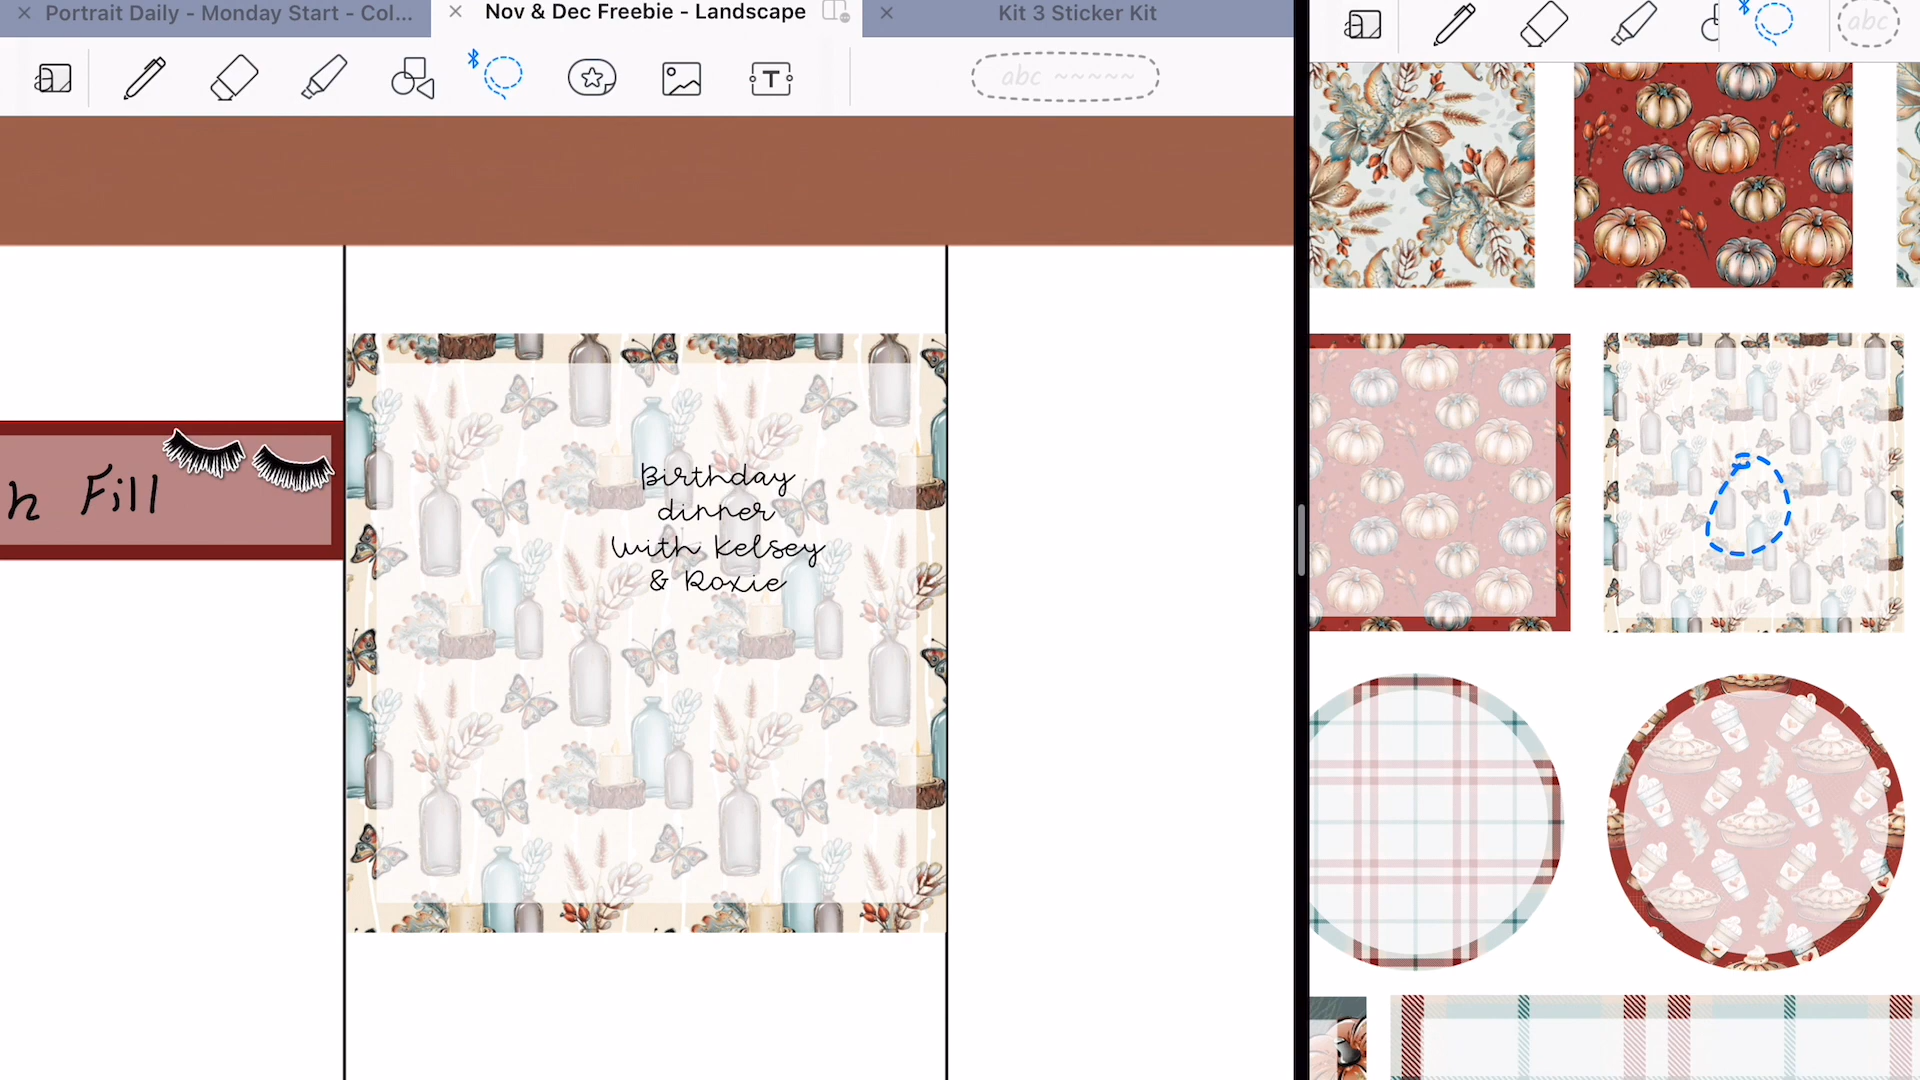 Portrait Daily - Monday Start - Col...
Nov & Dec Freebie - Landscape
Kit 3 Sticker Kit
abc
abc
h Fill
Birthday
dinner
with Kelsey
& Roxie